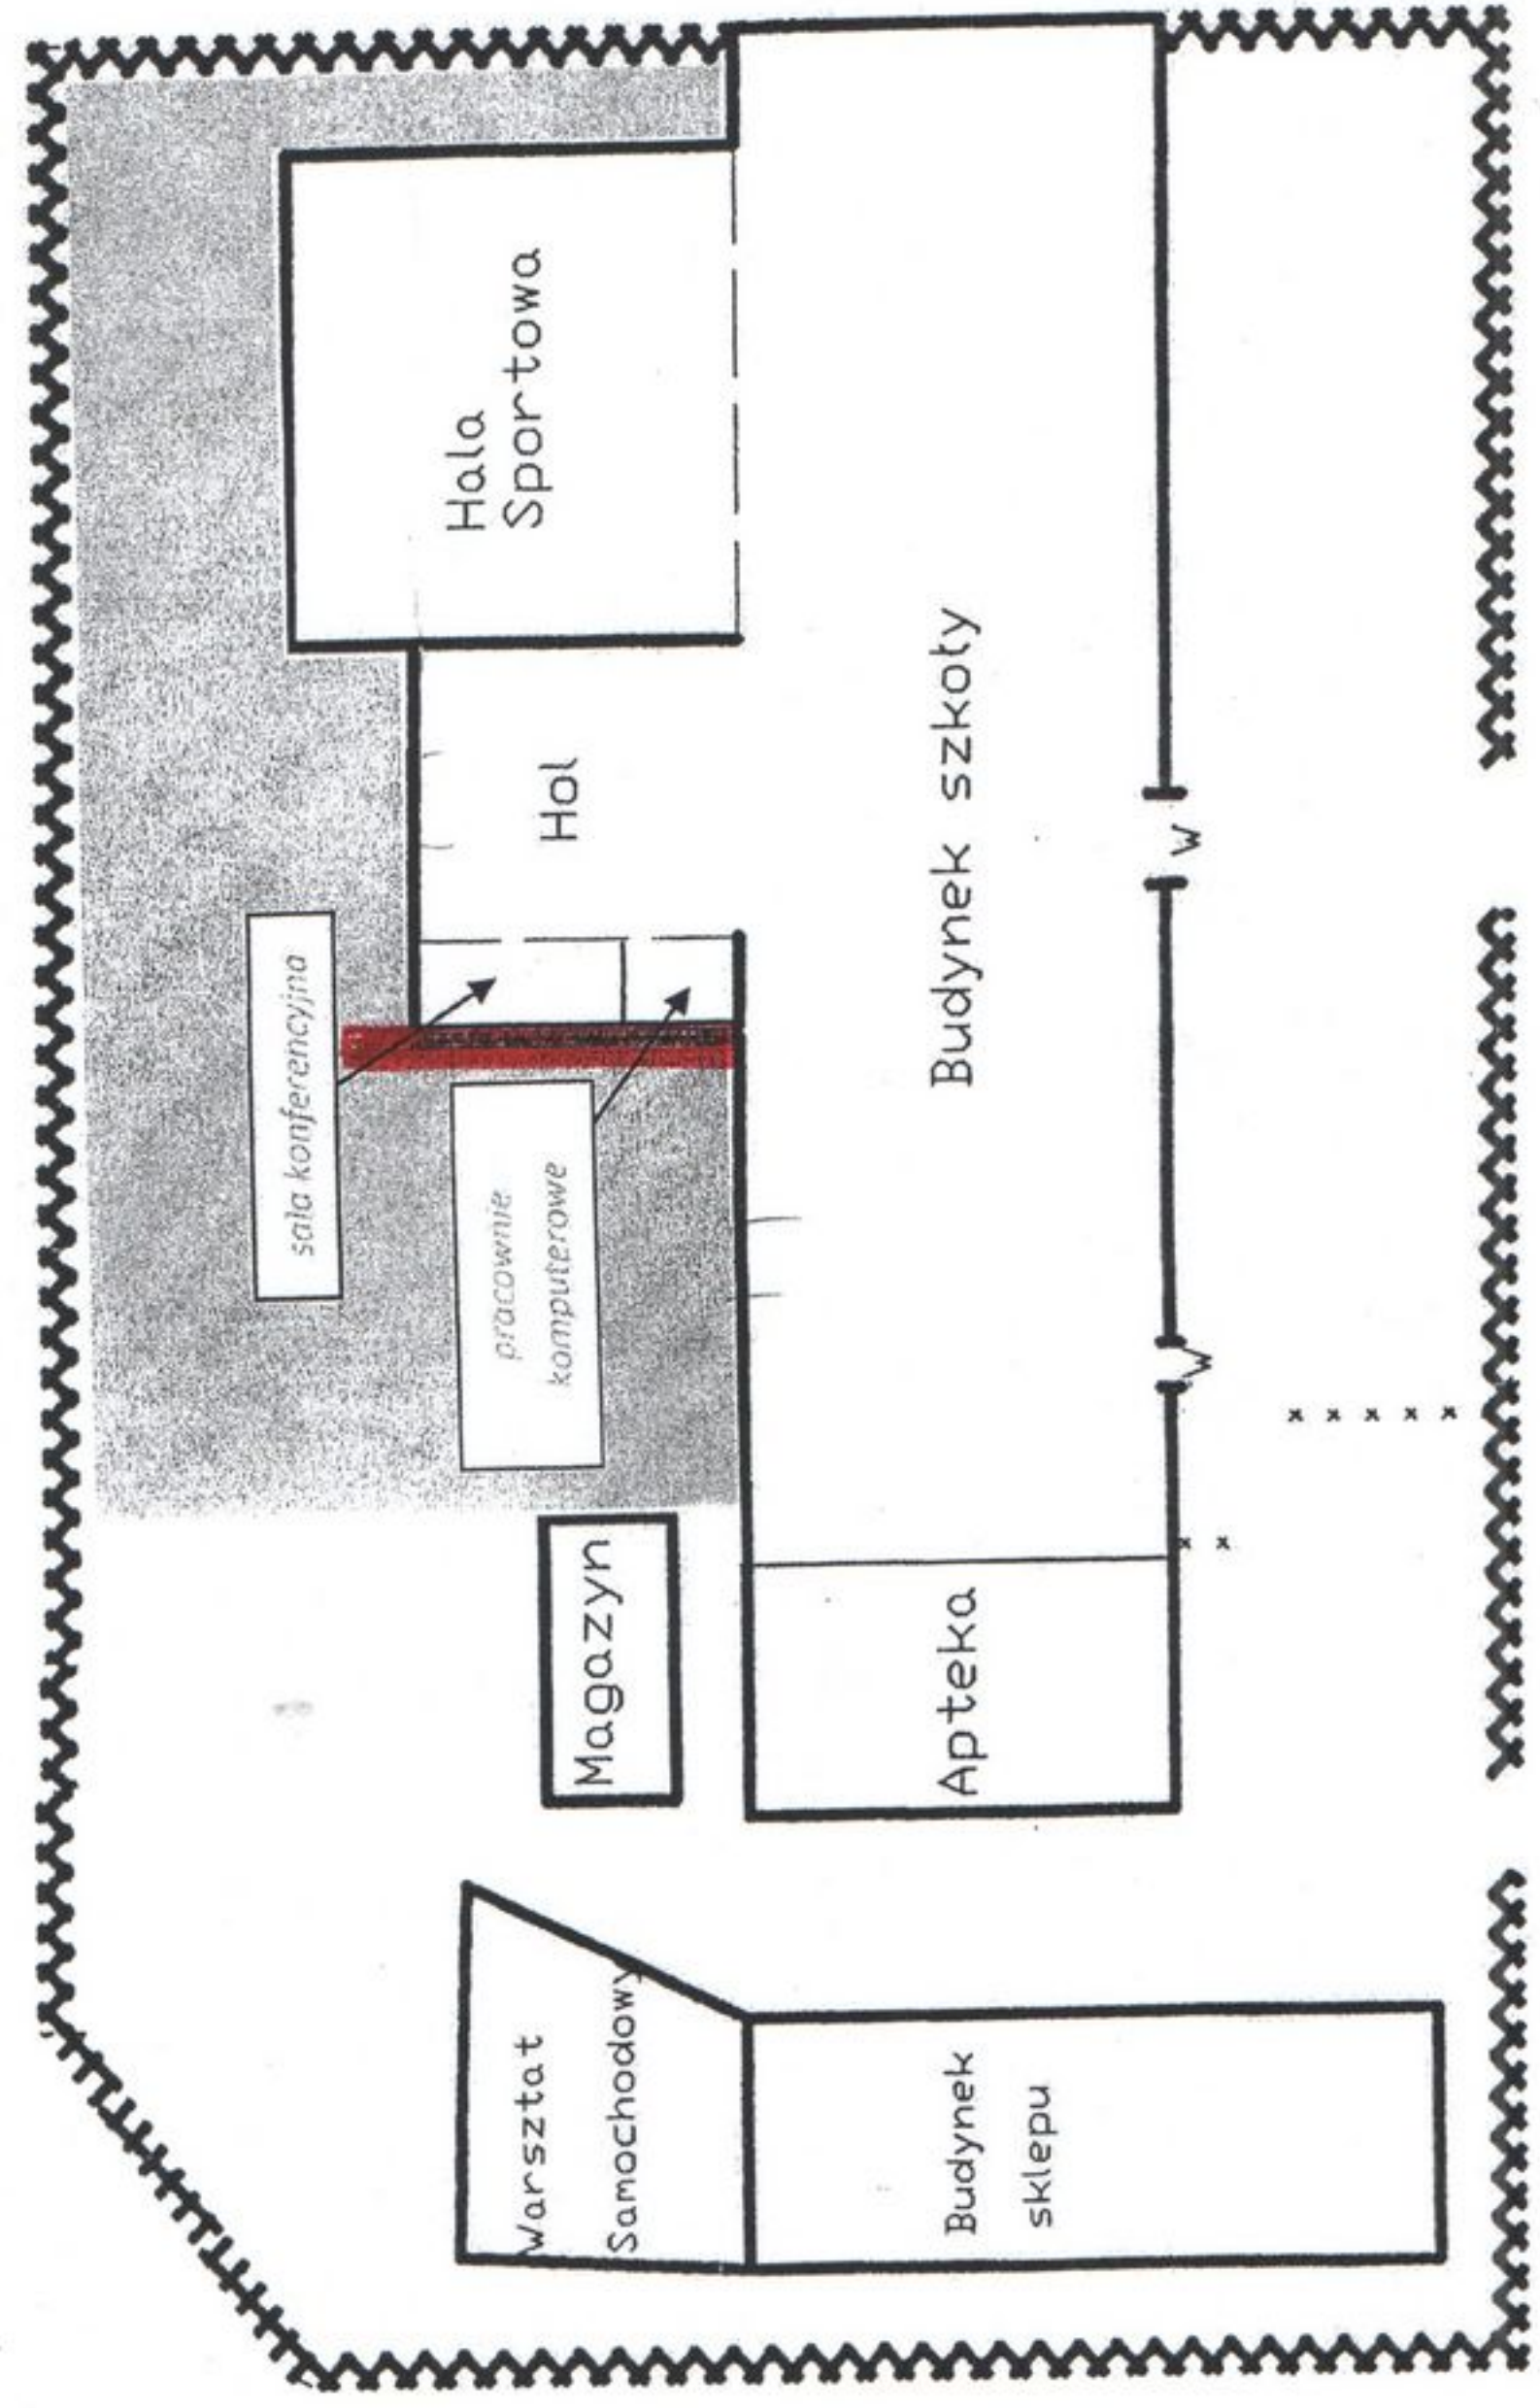 sala konferencyjna
Hala
Sportowa
pracownie
komputerowe
Hol
Warsztat
Samochodowy
Magazyn
Budynek
sklepu
Apteka
Budynek szkoły
W
W